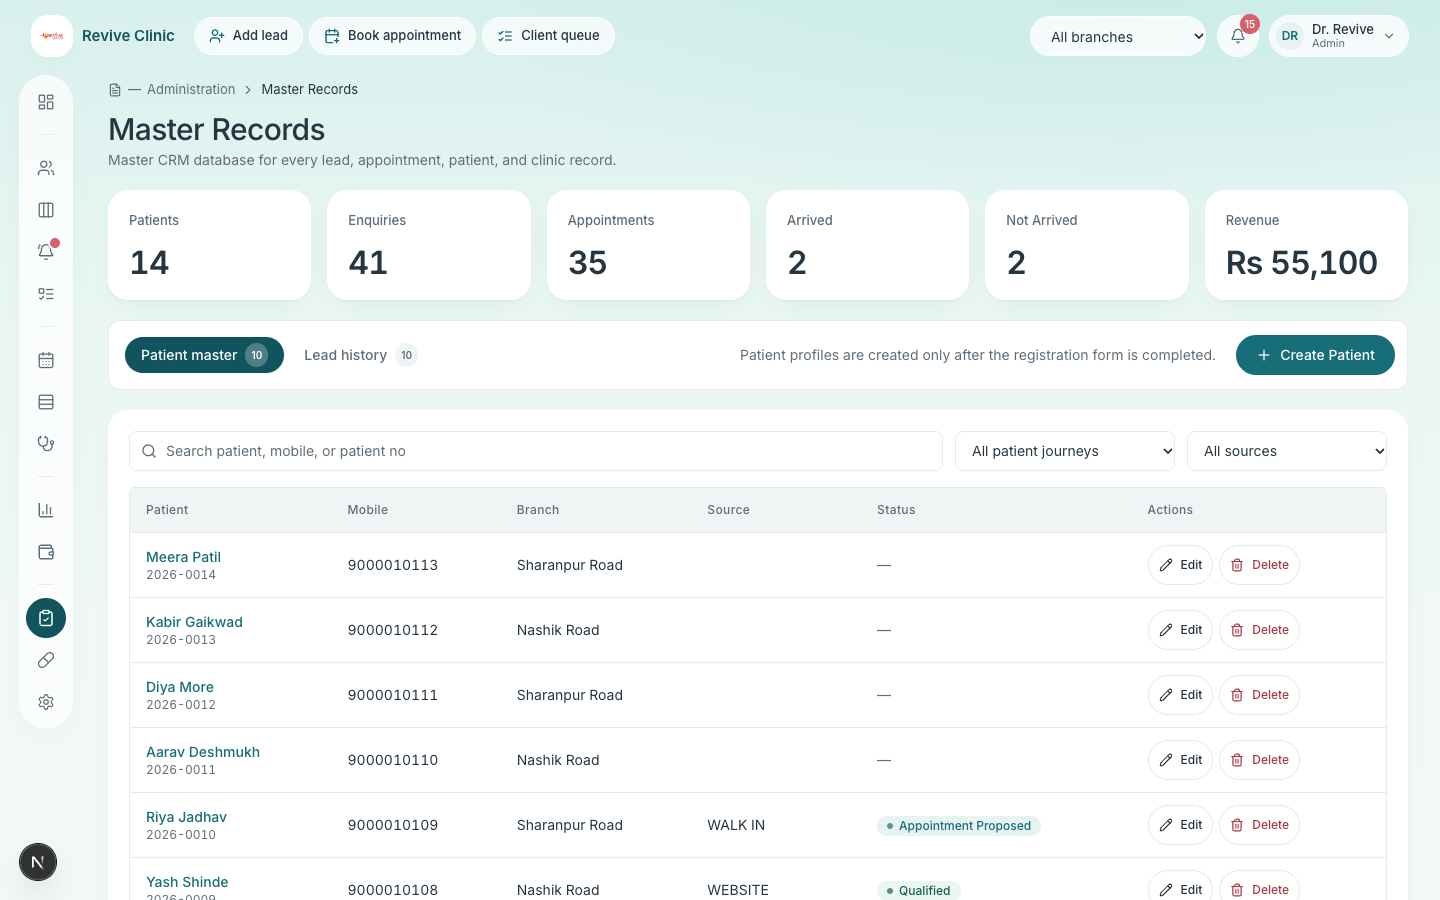 Revive Clinic
Add lead
Book appointment
Client queue
All branches
15
DR
Dr. Revive
Admin
— Administration > Master Records
Master Records
Master CRM database for every lead, appointment, patient, and clinic record.
Patients
14
Enquiries
41
Appointments
35
Arrived
2
Not Arrived
2
Revenue
Rs 55,100
Patient master 10
Lead history 10
Patient profiles are created only after the registration form is completed.
+ Create Patient
Search patient, mobile, or patient no
All patient journeys
All sources
Patient Mobile Branch Source Status Actions
Meera Patil
2026-0014
9000010113 Sharanpur Road — Edit Delete
Kabir Gaikwad
2026-0013
9000010112 Nashik Road — Edit Delete
Diya More
2026-0012
9000010111 Sharanpur Road — Edit Delete
Aarav Deshmukh
2026-0011
9000010110 Nashik Road — Edit Delete
Riya Jadhav
2026-0010
9000010109 Sharanpur Road WALK IN Appointment Proposed Edit Delete
Yash Shinde
2026-0009
9000010108 Nashik Road WEBSITE Qualified Edit Delete
N